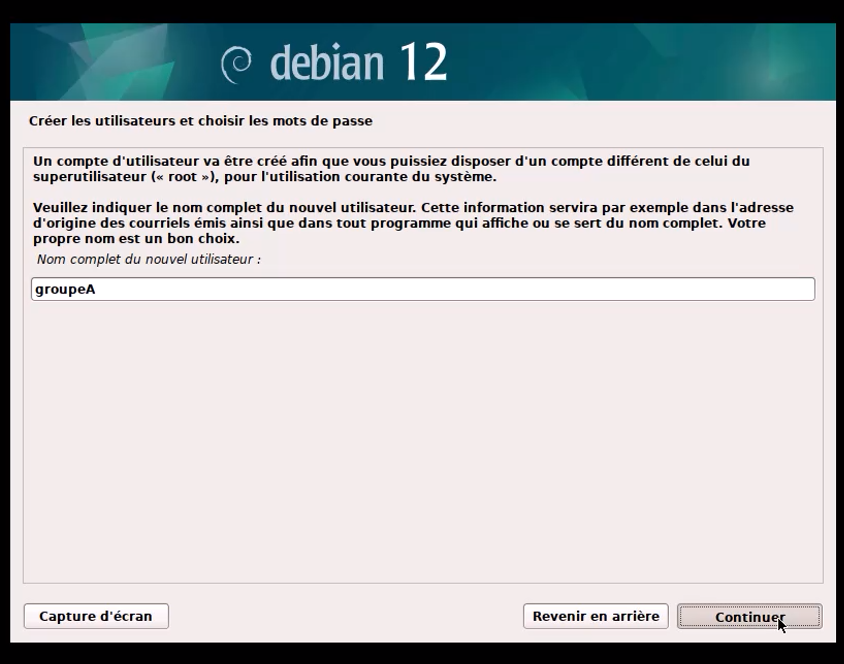 debian 12
Créer les utilisateurs et choisir les mots de passe
Un compte d'utilisateur va être créé afin que vous puissiez disposer d'un compte différent de celui du
superutilisateur (« root »), pour l'utilisation courante du système.
Veuillez indiquer le nom complet du nouvel utilisateur. Cette information servira par exemple dans l'adresse
d'origine des courriels émis ainsi que dans tout programme qui affiche ou se sert du nom complet. Votre
propre nom est un bon choix.
Nom complet du nouvel utilisateur :
groupeA
Capture d'écran
Revenir en arrière
Continuer